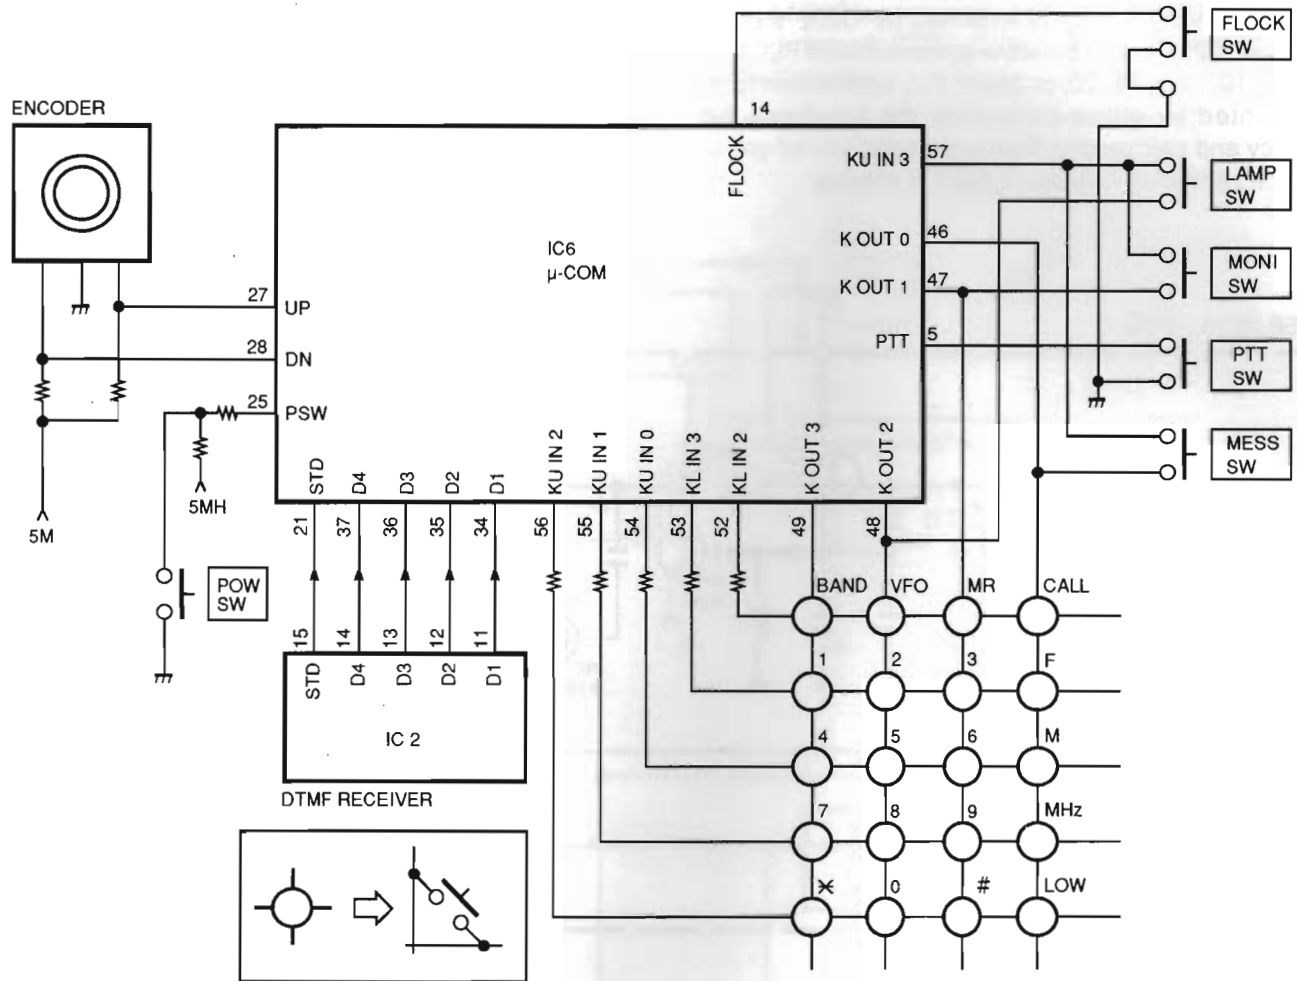 FLOCK
SW
14
ENCODER
FLOCK
KU IN 3
57
LAMP
SW
IC6
µ-COM
K OUT 0
46
MONI
SW
K OUT 1
47
27
UP
PTT
5
PTT
SW
28
DN
25
PSW
MESS
SW
STD
D4
D3
D2
D1
KU IN 2
KU IN 1
KU IN 0
KL IN 3
KL IN 2
K OUT 3
K OUT 2
5MH
5M
21
37
36
35
34
56
55
54
53
52
49
48
POW
SW
BAND
VFO
MR
CALL
15
14
13
12
11
STD
D4
D3
D2
D1
1
2
3
F
IC 2
4
5
6
M
DTMF RECEIVER
7
8
9
MHz
*
0
#
LOW